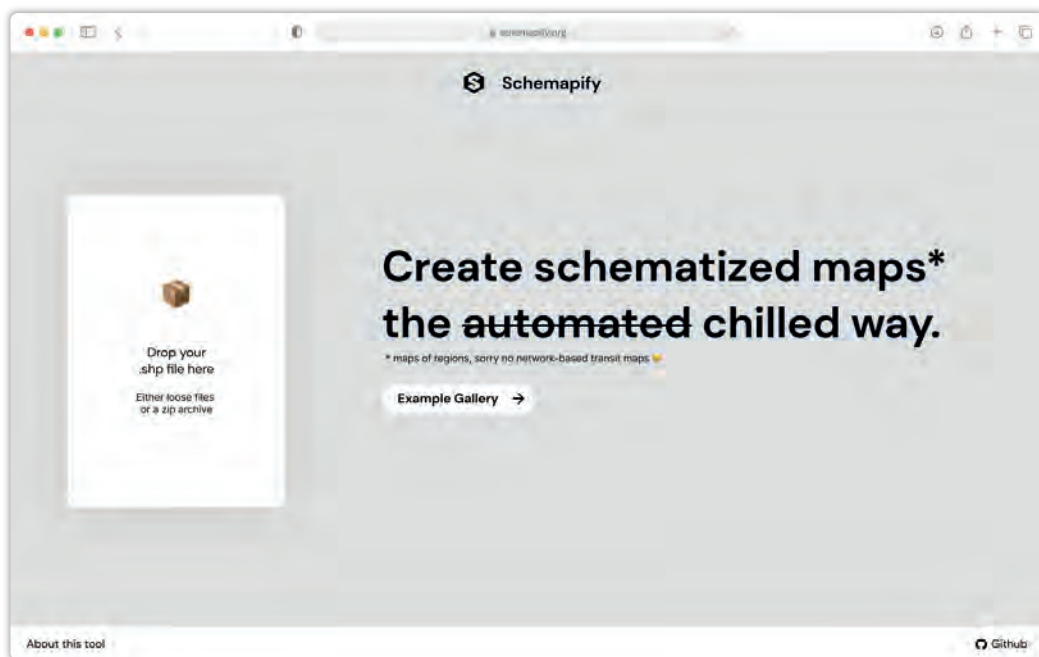 Schemapify
Drop your
.shp file here
Either loose files
or a zip archive
Create schematized maps*
the automated chilled way.
* maps of regions, sorry no network-based transit maps
Example Gallery
About this tool
Github